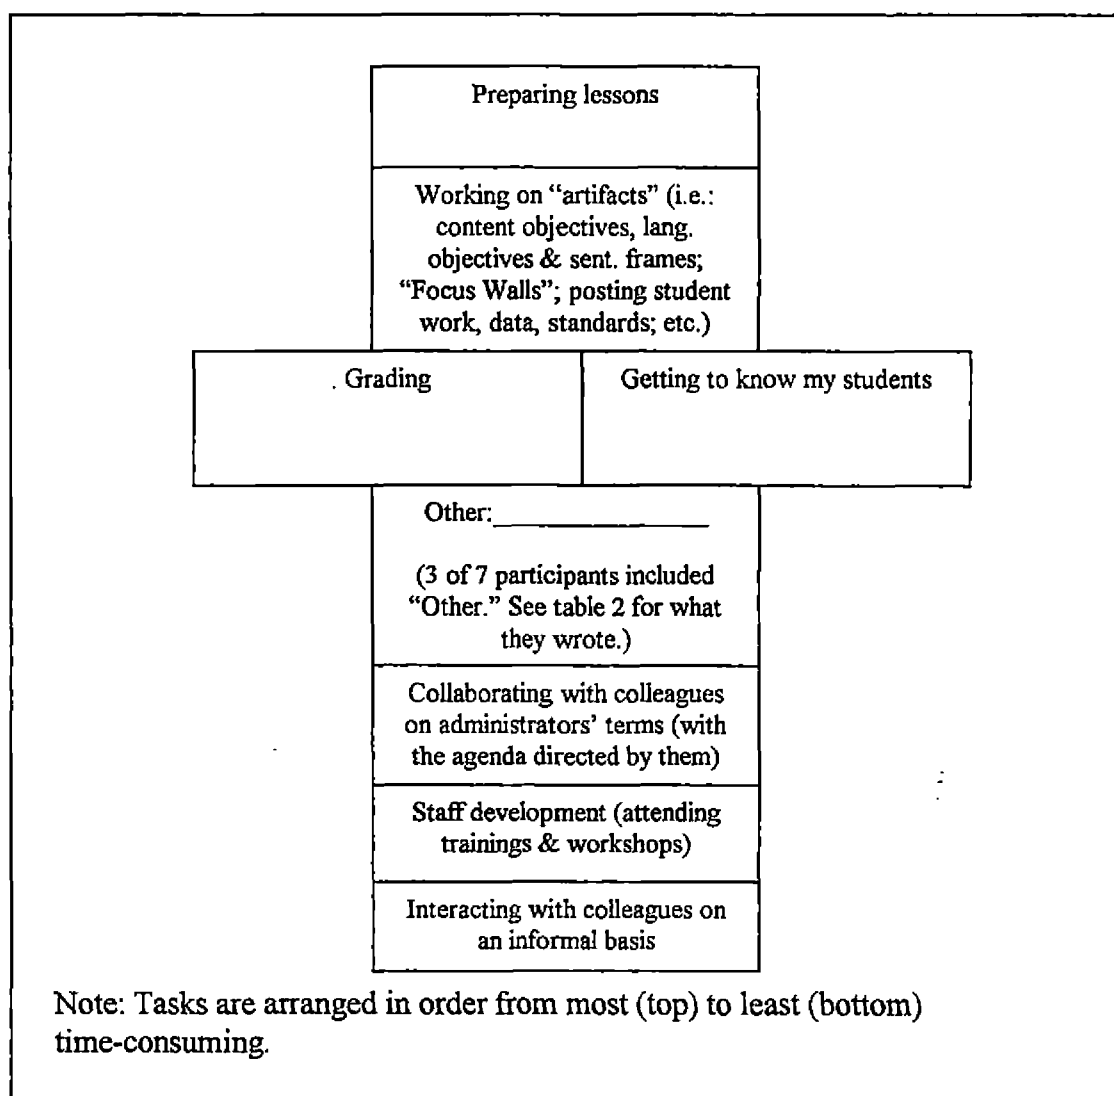 Preparing lessons
Working on “artifacts” (i.e.:
content objectives, lang.
objectives & sent. frames;
“Focus Walls”; posting student
work, data, standards; etc.)
. Grading
Getting to know my students
Other:_______________
(3 of 7 participants included
“Other.” See table 2 for what
they wrote.)
Collaborating with colleagues
on administrators’ terms (with
the agenda directed by them)
Staff development (attending
trainings & workshops)
Interacting with colleagues on
an informal basis
Note: Tasks are arranged in order from most (top) to least (bottom)
time-consuming.